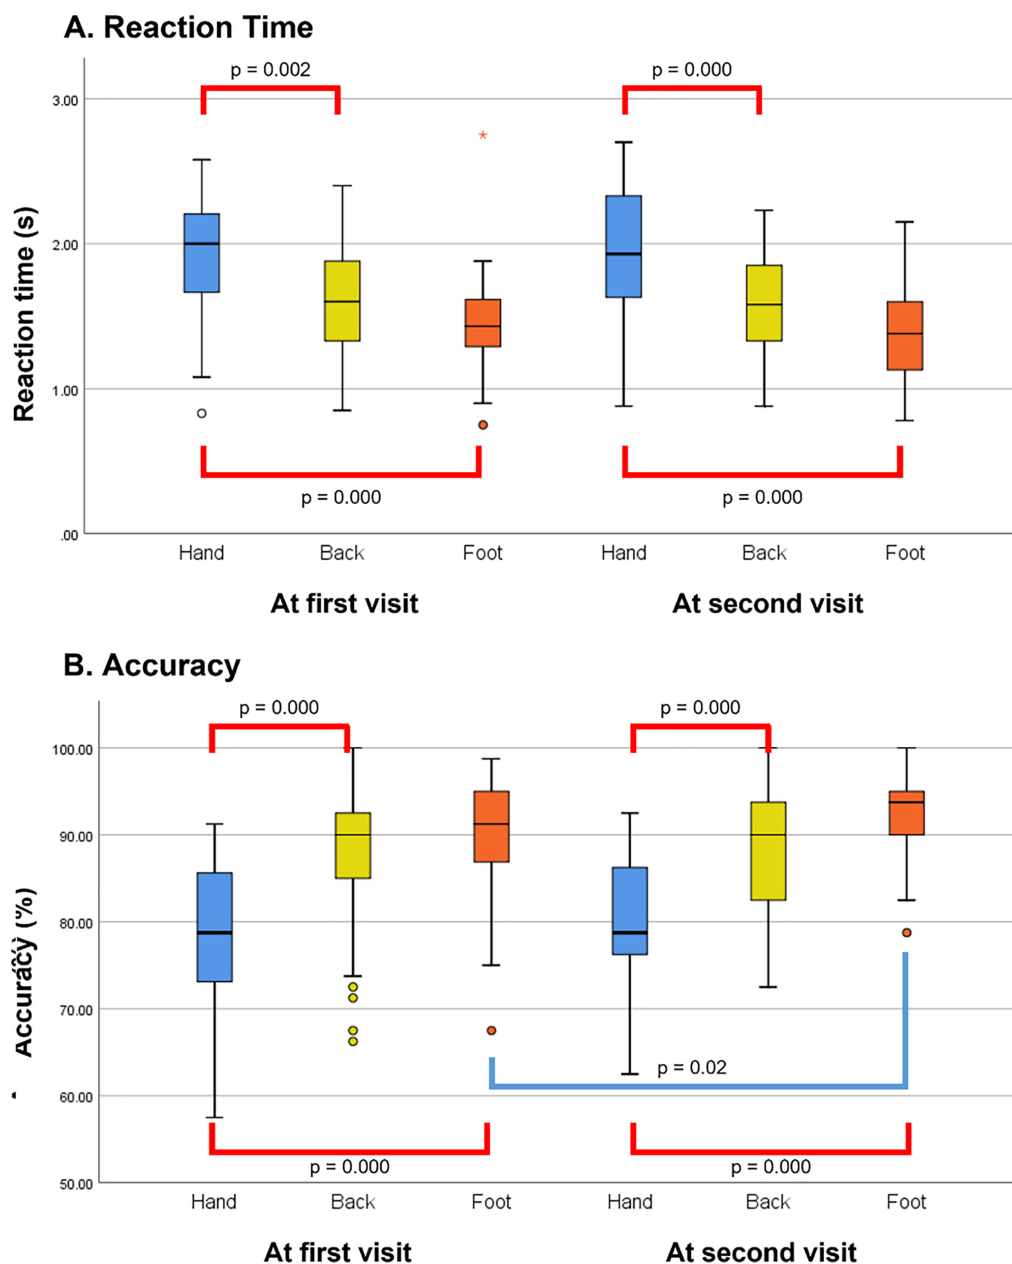 A. Reaction Time
p = 0.002
p = 0.000
3.00
2.00
1.00
.00
Reaction time (s)
p = 0.000
p = 0.000
Hand
Back
Foot
Hand
Back
Foot
At first visit
At second visit
B. Accuracy
p = 0.000
p = 0.000
100.00
90.00
80.00
70.00
60.00
50.00
Accuracy (%)
p = 0.02
p = 0.000
p = 0.000
Hand
Back
Foot
Hand
Back
Foot
At first visit
At second visit